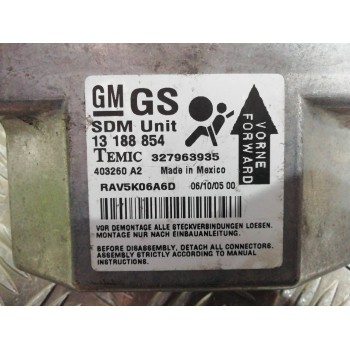 GM GS
SDM Unit
13 188 854
TEMIC 327963935
403260 A2 Made in Mexico
RAV5K06A6D 06/10/05 00
VORNE
FORWARD
VOR DEMONTAGE ALLE STECKVERBINDUNGEN LOESEN.
MONTAGE NUR NACH EINBAUANLEITUNG.
BEFORE DISASSEMBLY, DETACH ALL CONNECTORS.
ASSEMBLY STRICTLY ACCORDING TO MANUAL
INSTRUCTIONS.